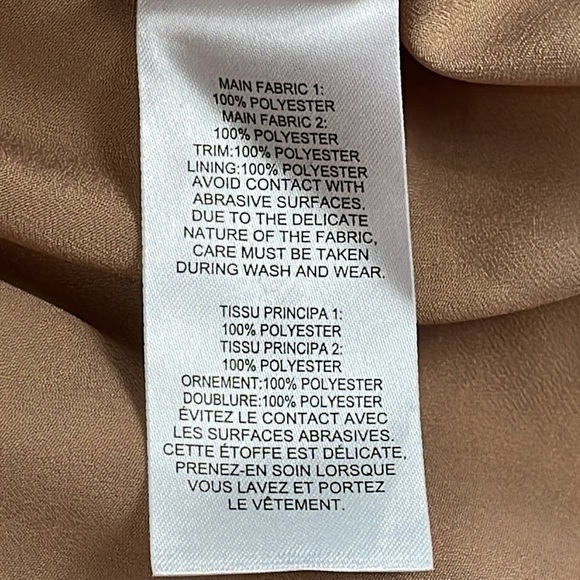 MAIN FABRIC 1:
100% POLYESTER
MAIN FABRIC 2:
100% POLYESTER
TRIM:100% POLYESTER
LINING:100% POLYESTER
AVOID CONTACT WITH
ABRASIVE SURFACES.
DUE TO THE DELICATE
NATURE OF THE FABRIC,
CARE MUST BE TAKEN
DURING WASH AND WEAR.
TISSU PRINCIPA 1:
100% POLYESTER
TISSU PRINCIPA 2:
100% POLYESTER
ORNEMENT:100% POLYESTER
DOUBLURE:100% POLYESTER
ÉVITEZ LE CONTACT AVEC
LES SURFACES ABRASIVES.
CETTE ÉTOFFE EST DÉLICATE,
PRENEZ-EN SOIN LORSQUE
VOUS LAVEZ ET PORTEZ
LE VÊTEMENT.